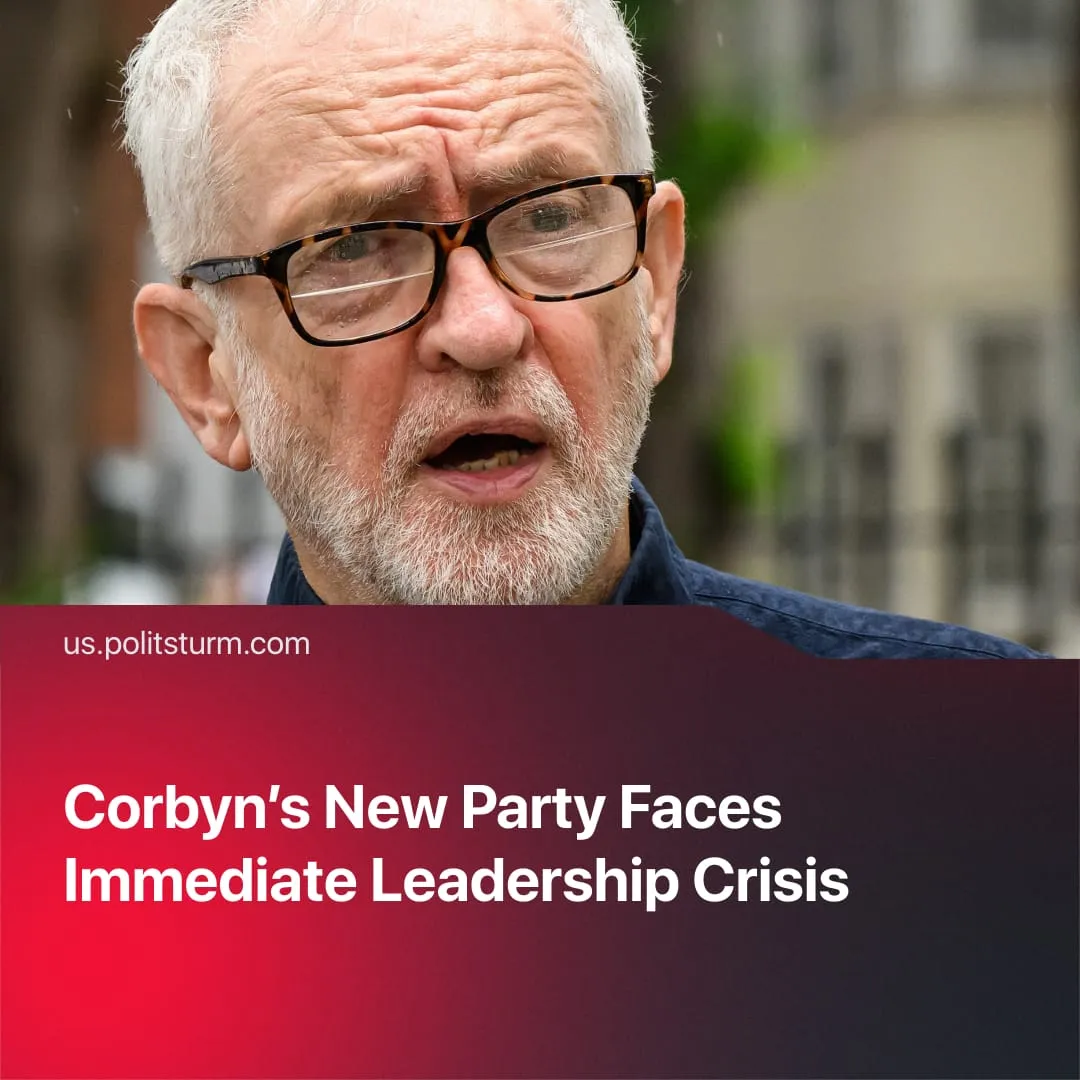 us.politsturm.com
Corbyn’s New Party Faces
Immediate Leadership Crisis